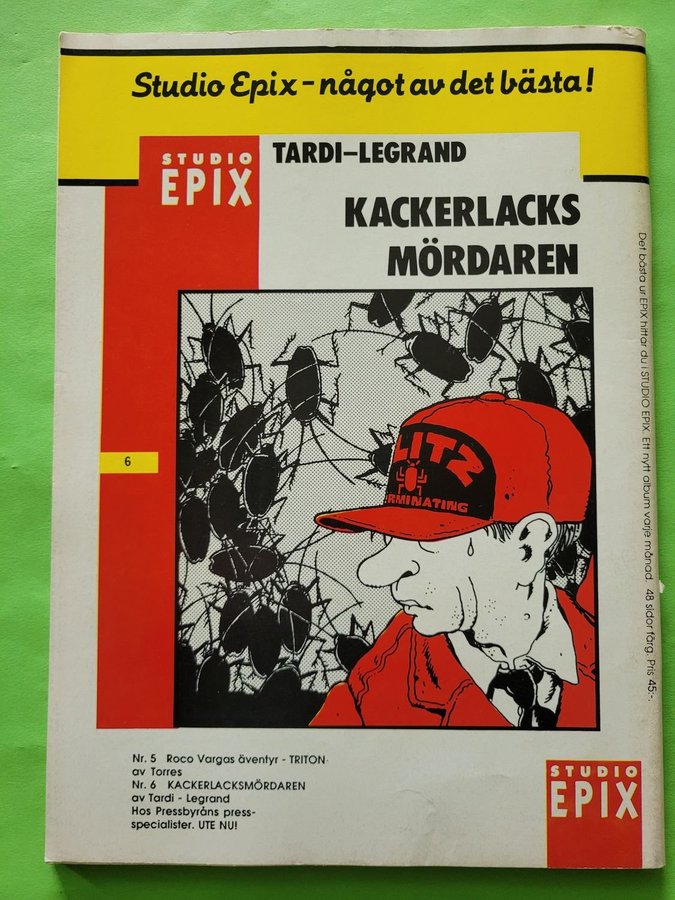 Studio Epix - något av det bästa!
STUDIO
EPIX
TARDI-LEGRAND
KACKERLACKS
MÖRDAREN
6
LITZ
RMINATING
Det bästa ur EPIX hittar du i STUDIO EPIX. Ett nytt album varje månad. 48 sidor färg. Pris 45:-.
Nr. 5 Roco Vargas äventyr - TRITON
av Torres
Nr. 6 KACKERLACKSMÖRDAREN
av Tardi - Legrand
Hos Pressbyråns press-
specialister. UTE NU!
STUDIO
EPIX